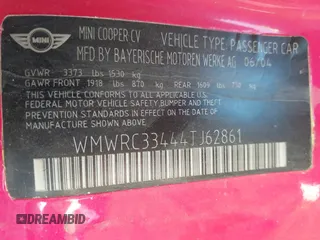 MINI
MINI COOPER CV VEHICLE TYPE PASSENGER CAR
MFD BY BAYERISCHE MOTOREN WERKE AG 06/04
GVWR 3373 lbs 1530 kg
GAWR FRONT 1918 lbs 870 kg REAR 1609 lbs 730 kg
THIS VEHICLE CONFORMS TO ALL APPLICABLE U.S.
FEDERAL MOTOR VEHICLE SAFETY, BUMPER AND THEFT
PREVENTION STANDARDS IN EFFECT ON THE DATE OF
MANUFACTURE SHOWN ABOVE.
WMWRC33444TJ62861
DREAMBID